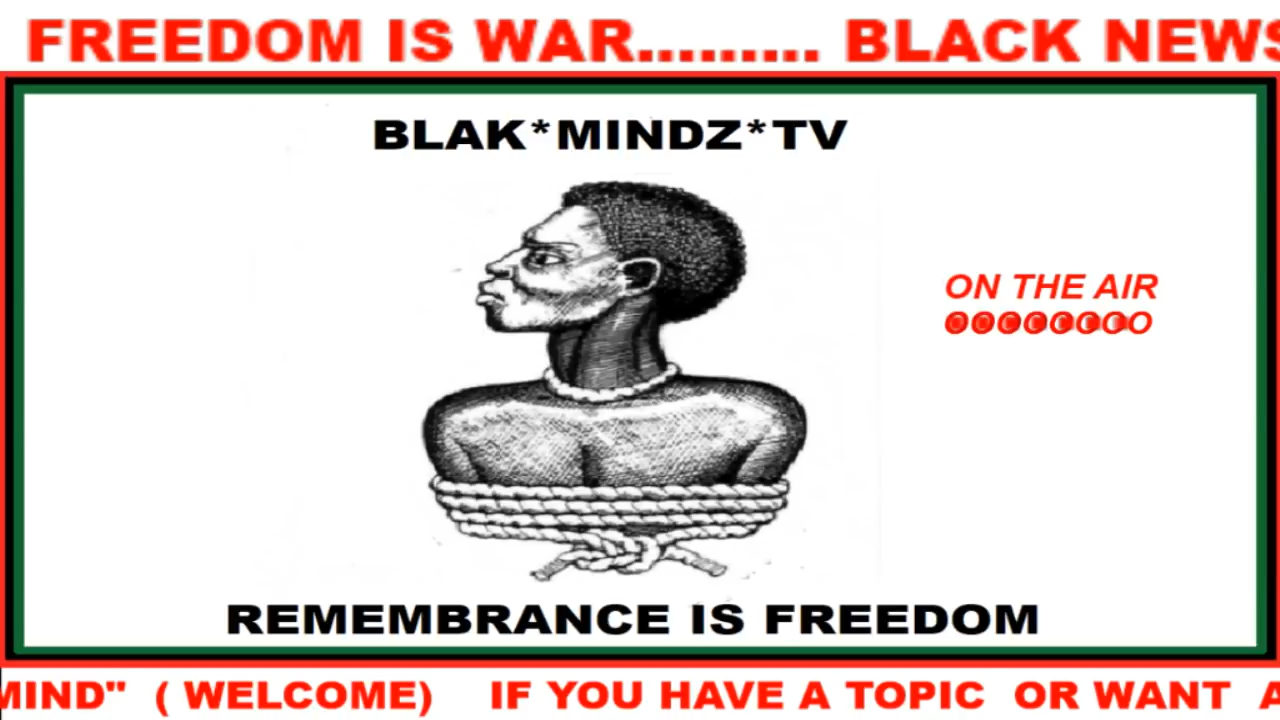 FREEDOM IS WAR......... BLACK NEWS
BLAK*MINDZ*TV
ON THE AIR
REMEMBRANCE IS FREEDOM
MIND" ( WELCOME) IF YOU HAVE A TOPIC OR WANT A